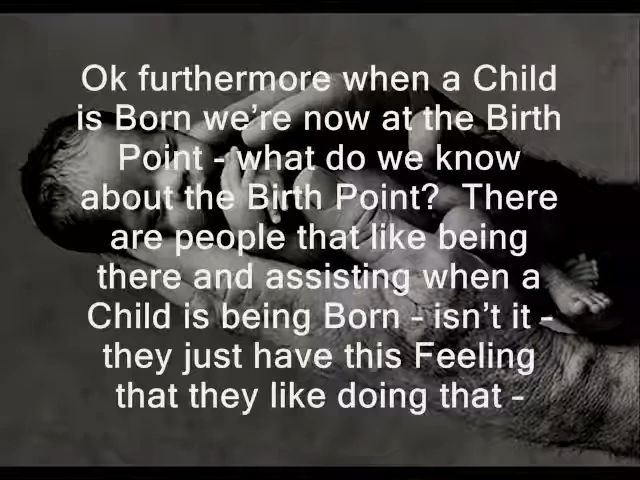 Ok furthermore when a Child
is Born we’re now at the Birth
Point - what do we know
about the Birth Point?  There
are people that like being
there and assisting when a
Child is being Born - isn’t it -
they just have this Feeling
that they like doing that -